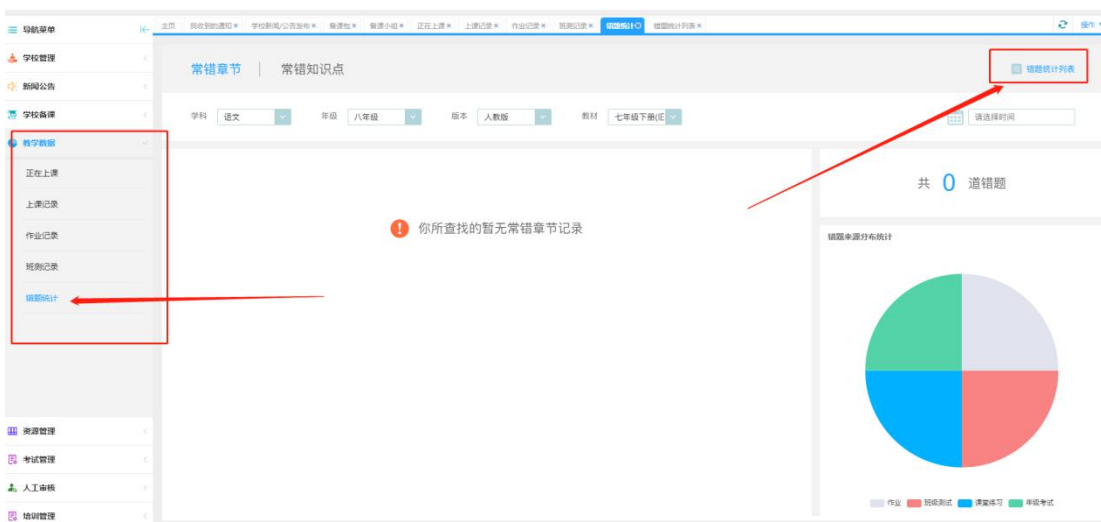 导航菜单
主页 我收到的通知× 学校新闻/公告发布× 备课包× 备课小组× 正在上课× 上课记录× 作业记录× 班测记录× 错题统计 错题统计列表× 操作
学校管理
新闻公告
学校备课
教学数据
正在上课
上课记录
作业记录
班测记录
错题统计
资源管理
考试管理
人工审核
培训管理
常错章节 | 常错知识点
错题统计列表
学科 语文 年级 八年级 版本 人教版 教材 七年级下册(旧 请选择时间
你所查找的暂无常错章节记录
共 0 道错题
错题来源分布统计
作业 班级测试 课堂练习 年级考试